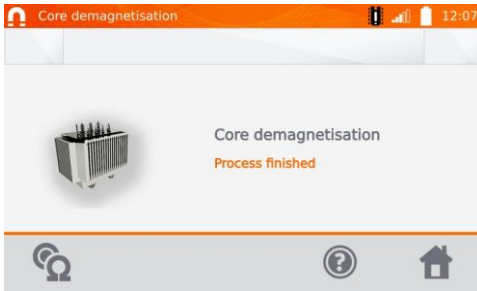 Core demagnetisation
12:07
Core demagnetisation
Process finished